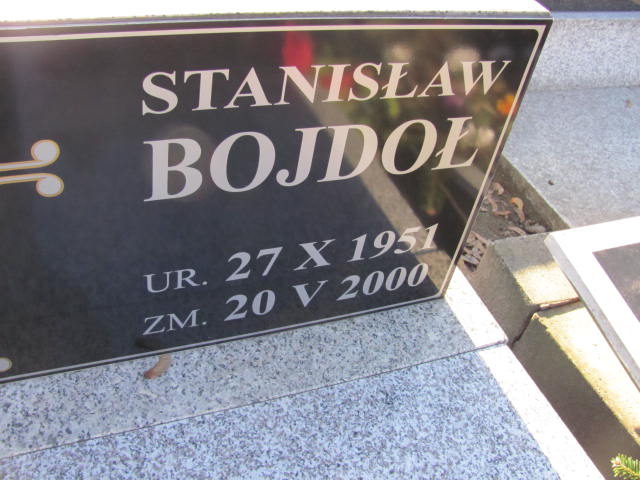 STANISŁAW
BOJDOŁ
UR. 27 X 1951
ZM. 20 V 2000